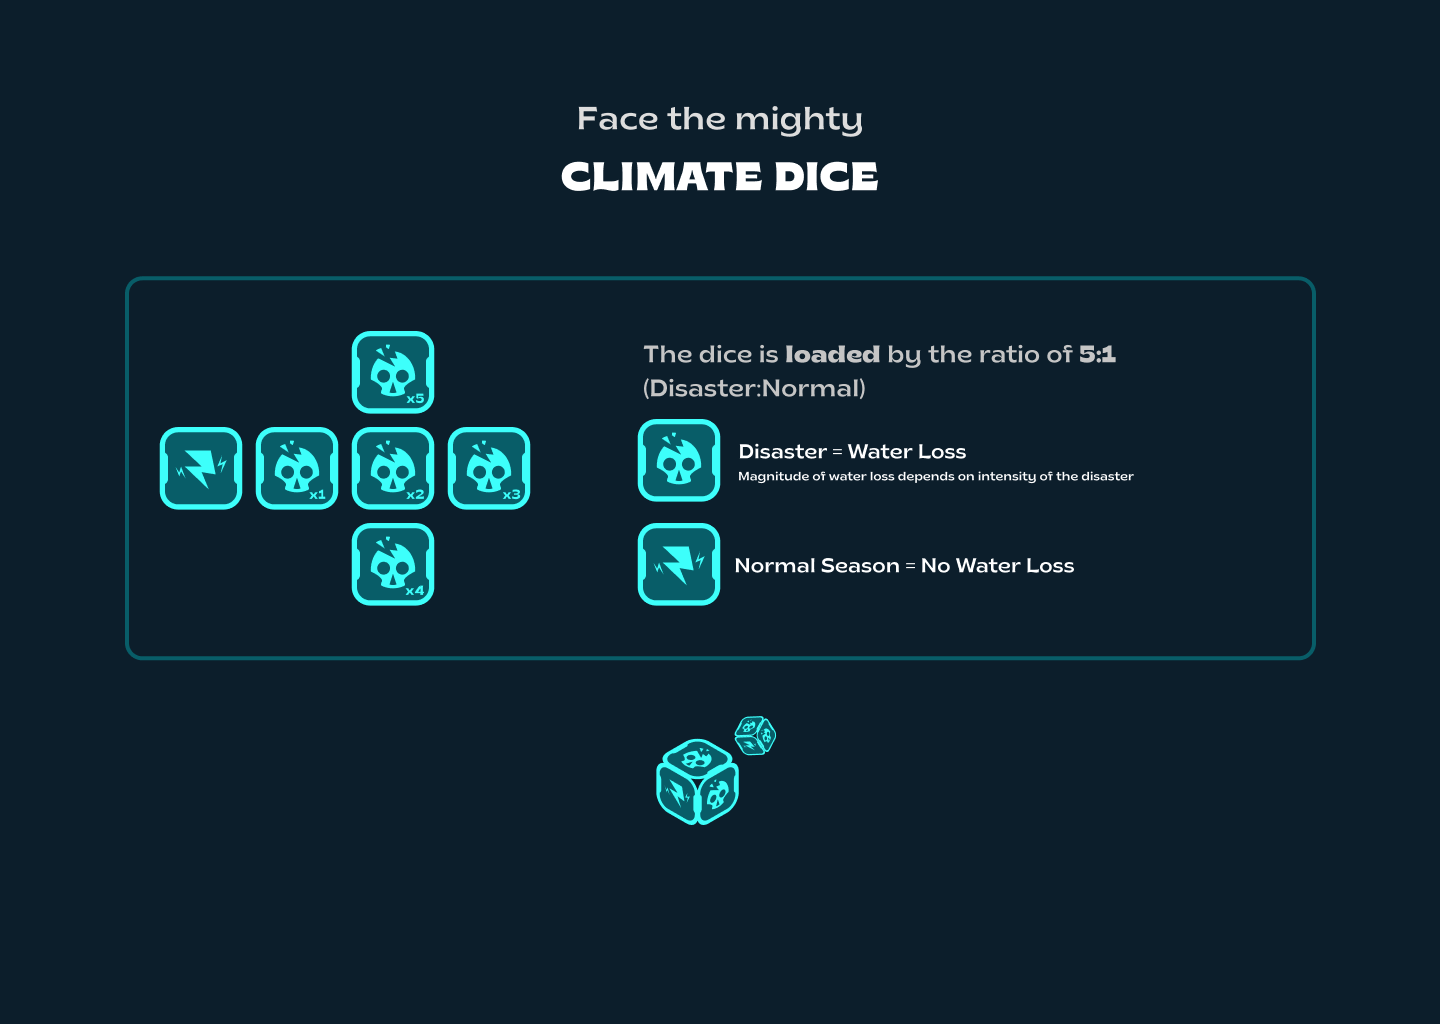 Face the mighty
CLIMATE DICE
x5
x1
x2
x3
x4
The dice is loaded by the ratio of 5:1
(Disaster:Normal)
Disaster = Water Loss
Magnitude of water loss depends on intensity of the disaster
Normal Season = No Water Loss